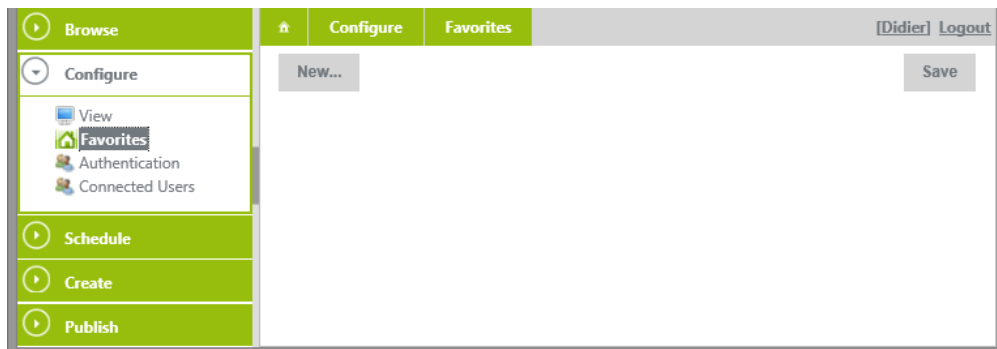 Browse
Configure
View
Favorites
Authentication
Connected Users
Schedule
Create
Publish
Configure Favorites
[Didier] Logout
New... Save